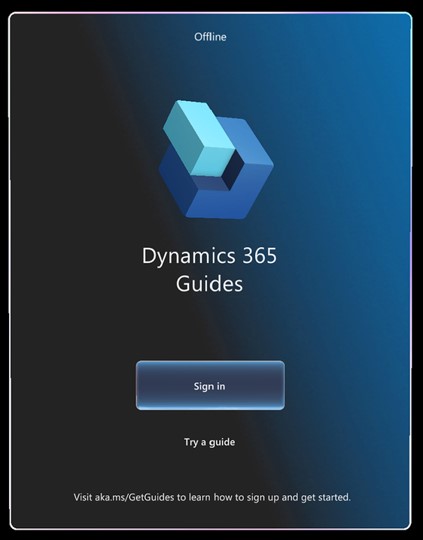 Offline
Dynamics 365
Guides
Sign in
Try a guide
Visit aka.ms/GetGuides to learn how to sign up and get started.